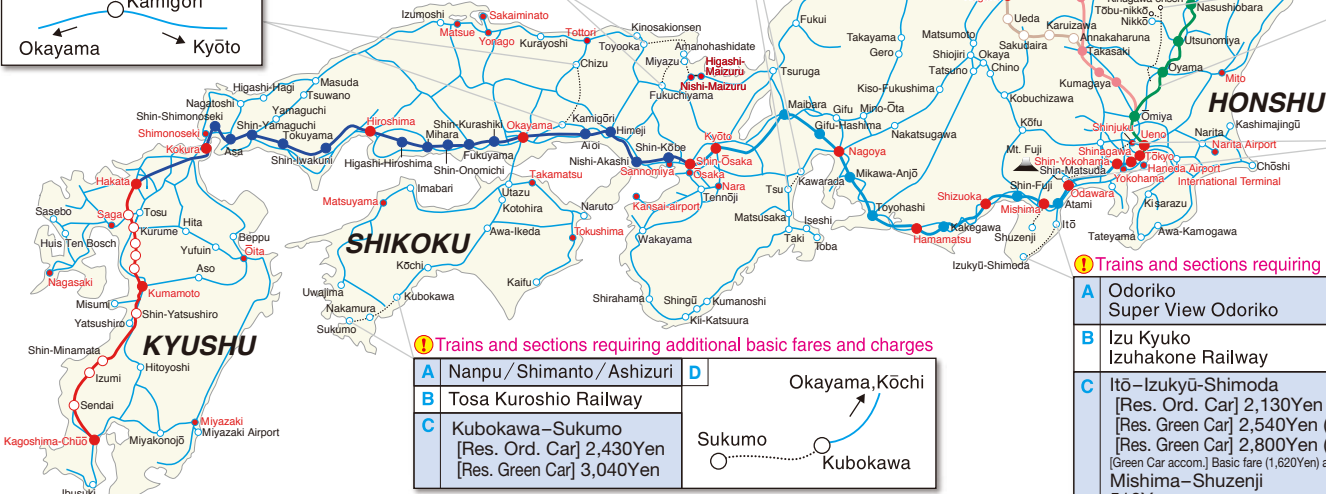 Kamigōri
Okayama
Kyōto
Izumoshi
Sakaiminato
Matsue
Yonago
Kurayoshi
Tottori
Toyooka
Kinosakionsen
Amanohashidate
Miyazu
Higashi-
Maizuru
Nishi-Maizuru
Fukuchiyama
Chizu
Fukui
Tsuruga
Takayama
Gero
Matsumoto
Shiojiri
Okaya
Tatsuno
Chino
Kiso-Fukushima
Kobuchizawa
Nakatsugawa
Ueda
Karuizawa
Sakudaira
Annakaharuna
Takasaki
Kumagaya
Tōbu-nikkō
Nikkō
Nasushiobara
Utsunomiya
Oyama
Mito
HONSHU
Kashimajingū
Ōmiya
Shinjuku
Ueno
Narita
Narita Airport
Shinagawa
Tōkyo
Haneda Airport
International Terminal
Chōshi
Kōfu
Mt. Fuji
Shin-Yokohama
Yokohama
Shin-Matsuda
Odawara
Shin-Fuji
Atami
Mishima
Itō
Shuzenji
Izukyū-Shimoda
Kisarazu
Tateyama
Awa-Kamogawa
Shizuoka
Kakegawa
Hamamatsu
Toyohashi
Mikawa-Anjō
Nagoya
Gifu
Mino-Ōta
Gifu-Hashima
Maibara
Kyōto
Shin-Ōsaka
Ōsaka
Nara
Tennōji
Tsu
Kawarada
Matsusaka
Iseshi
Taki
Toba
Kansai-airport
Wakayama
Shirahama
Shingū
Kumanoshi
Kii-Katsuura
Masuda
Higashi-Hagi
Tsuwano
Nagatoshi
Yamaguchi
Shin-Shimonoseki
Shin-Yamaguchi
Shimonoseki
Tokuyama
Kokura
Asa
Shin-Iwakuni
Hiroshima
Higashi-Hiroshima
Mihara
Shin-Onomichi
Fukuyama
Shin-Kurashiki
Okayama
Kamigōri
Aioi
Himeji
Nishi-Akashi
Shin-Kōbe
Sannomiya
Hakata
Saga
Tosu
Kurume
Sasebo
Huis Ten Bosch
Nagasaki
Hita
Yufuin
Beppu
Ōita
Aso
Kumamoto
Misumi
Yatsushiro
Shin-Yatsushiro
KYUSHU
Shin-Minamata
Izumi
Hitoyoshi
Sendai
Kagoshima-Chūō
Miyakonojō
Miyazaki
Miyazaki Airport
Ibusuki
Imabari
Matsuyama
Takamatsu
Utazu
Kotohira
Naruto
SHIKOKU
Awa-Ikeda
Tokushima
Kōchi
Kaifu
Uwajima
Kubokawa
Nakamura
Sukumo
! Trains and sections requiring additional basic fares and charges
A Nanpu/Shimanto/Ashizuri D
B Tosa Kuroshio Railway
C Kubokawa–Sukumo
[Res. Ord. Car] 2,430Yen
[Res. Green Car] 3,040Yen
Okayama,Kōchi
Sukumo
Kubokawa
! Trains and sections requiring
A Odoriko
Super View Odoriko
B Izu Kyuko
Izuhakone Railway
C Itō–Izukyū-Shimoda
[Res. Ord. Car] 2,130Yen
[Res. Green Car] 2,540Yen (
[Res. Green Car] 2,800Yen (
[Green Car accom.] Basic fare (1,620Yen) a
Mishima–Shuzenji